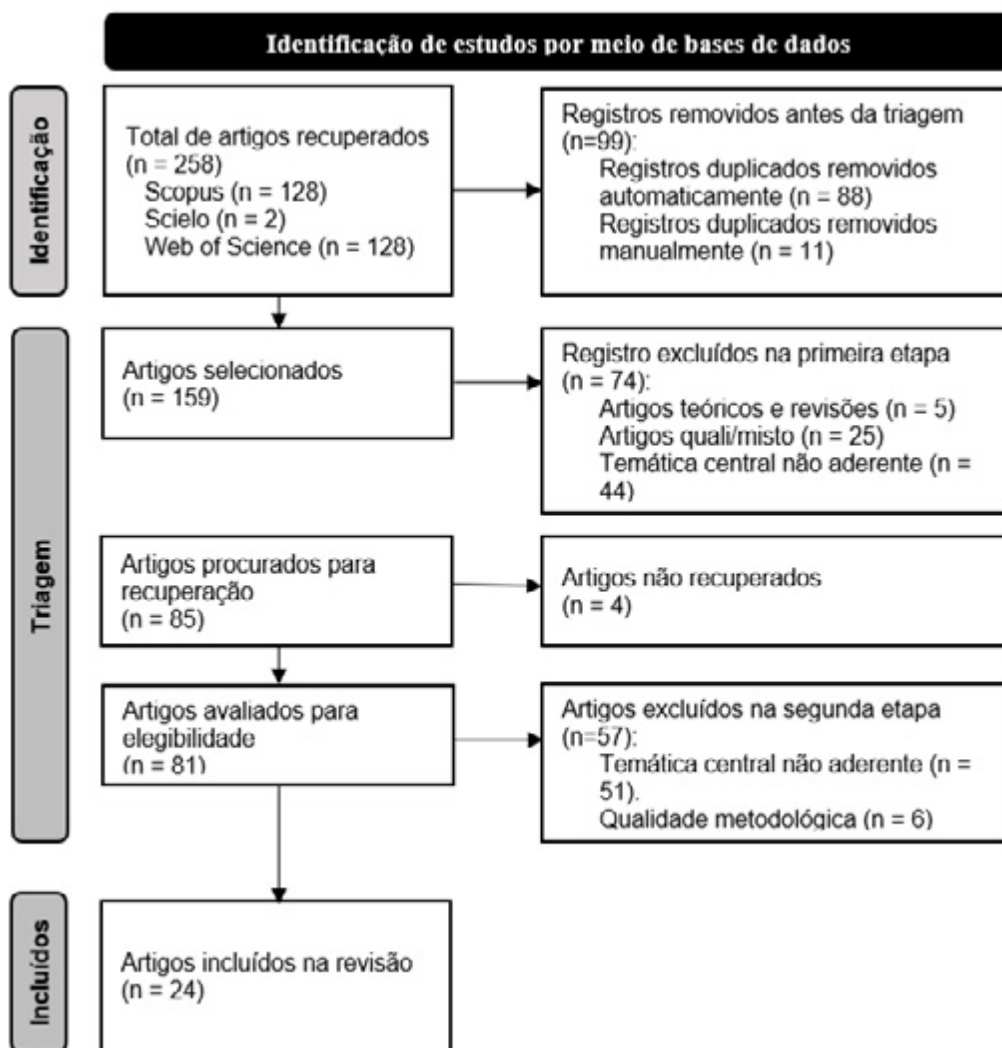 Identificação de estudos por meio de bases de dados
Identificação
Total de artigos recuperados
(n = 258)
Scopus (n = 128)
Scielo (n = 2)
Web of Science (n = 128)
Registros removidos antes da triagem
(n=99):
Registros duplicados removidos
automaticamente (n = 88)
Registros duplicados removidos
manualmente (n = 11)
Triagem
Artigos selecionados
(n = 159)
Registro excluídos na primeira etapa
(n = 74):
Artigos teóricos e revisões (n = 5)
Artigos quali/misto (n = 25)
Temática central não aderente (n =
44)
Artigos procurados para
recuperação
(n = 85)
Artigos não recuperados
(n = 4)
Artigos avaliados para
elegibilidade
(n = 81)
Artigos excluídos na segunda etapa
(n=57):
Temática central não aderente (n =
51).
Qualidade metodológica (n = 6)
Incluídos
Artigos incluídos na revisão
(n = 24)